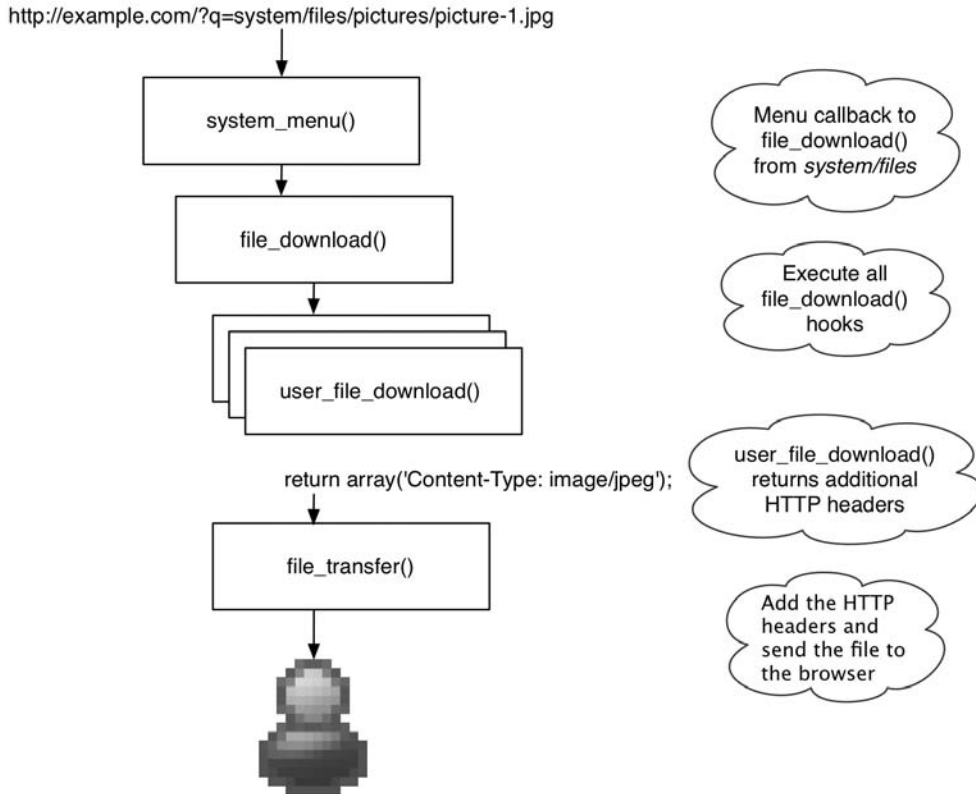 http://example.com/?q=system/files/pictures/picture-1.jpg
system_menu()
Menu callback to
file_download()
from system/files
file_download()
Execute all
file_download()
hooks
user_file_download()
user_file_download()
returns additional
HTTP headers
return array('Content-Type: image/jpeg');
file_transfer()
Add the HTTP
headers and
send the file to
the browser